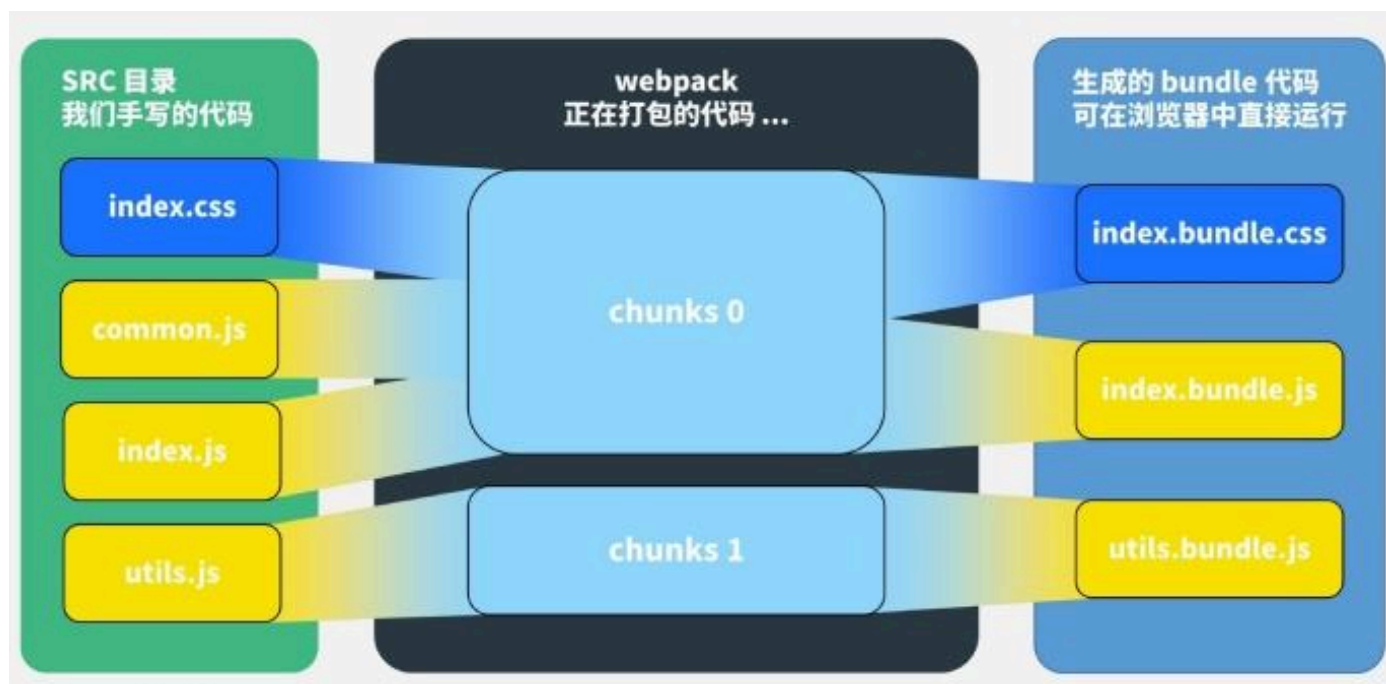 SRC 目录
我们手写的代码
index.css
common.js
index.js
utils.js
webpack
正在打包的代码 ...
chunks 0
chunks 1
生成的 bundle 代码
可在浏览器中直接运行
index.bundle.css
index.bundle.js
utils.bundle.js